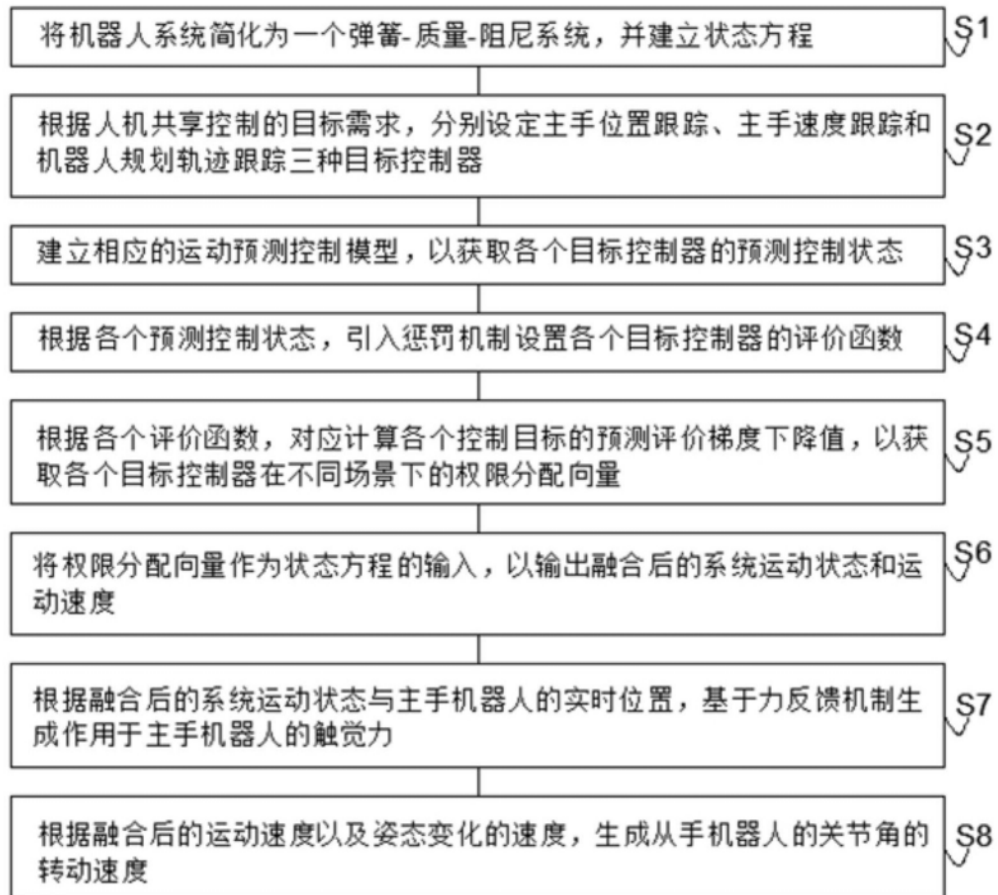 将机器人系统简化为一个弹簧-质量-阻尼系统，并建立状态方程
S1
根据人机共享控制的目标需求，分别设定主手位置跟踪、主手速度跟踪和
机器人规划轨迹跟踪三种目标控制器
S2
建立相应的运动预测控制模型，以获取各个目标控制器的预测控制状态
S3
根据各个预测控制状态，引入惩罚机制设置各个目标控制器的评价函数
S4
根据各个评价函数，对应计算各个控制目标的预测评价梯度下降值，以获
取各个目标控制器在不同场景下的权限分配向量
S5
将权限分配向量作为状态方程的输入，以输出融合后的系统运动状态和运
动速度
S6
根据融合后的系统运动状态与主手机器人的实时位置，基于力反馈机制生
成作用于主手机器人的触觉力
S7
根据融合后的运动速度以及姿态变化的速度，生成从手机器人的关节角的
转动速度
S8